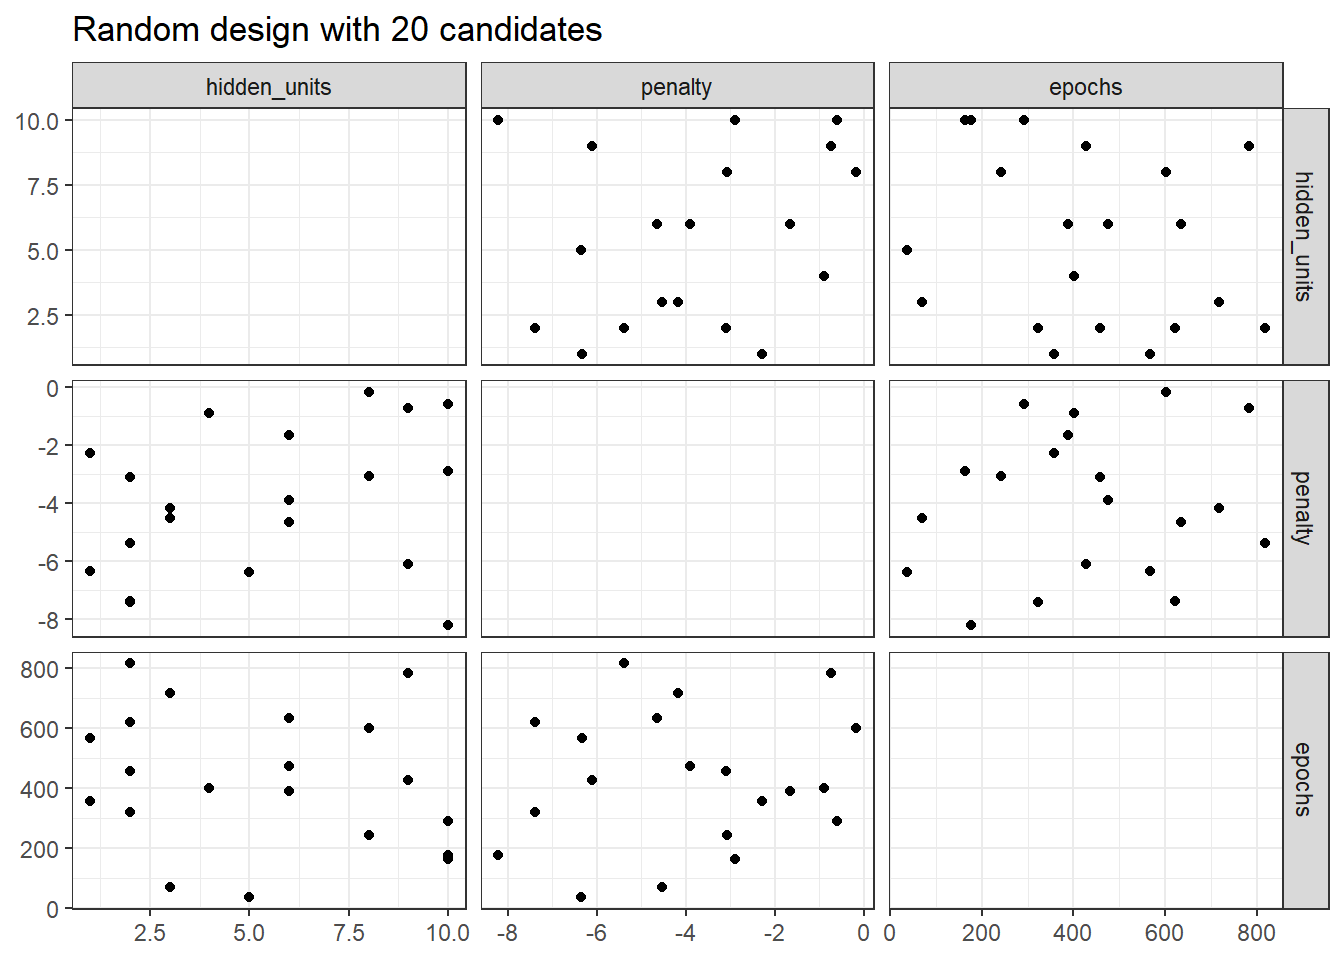 Random design with 20 candidates
hidden_units penalty epochs
10.0
7.5
5.0
2.5
hidden_units
0
-2
-4
-6
-8
penalty
800
600
400
200
0
epochs
2.5 5.0 7.5 10.0 -8 -6 -4 -2 0 0 200 400 600 800